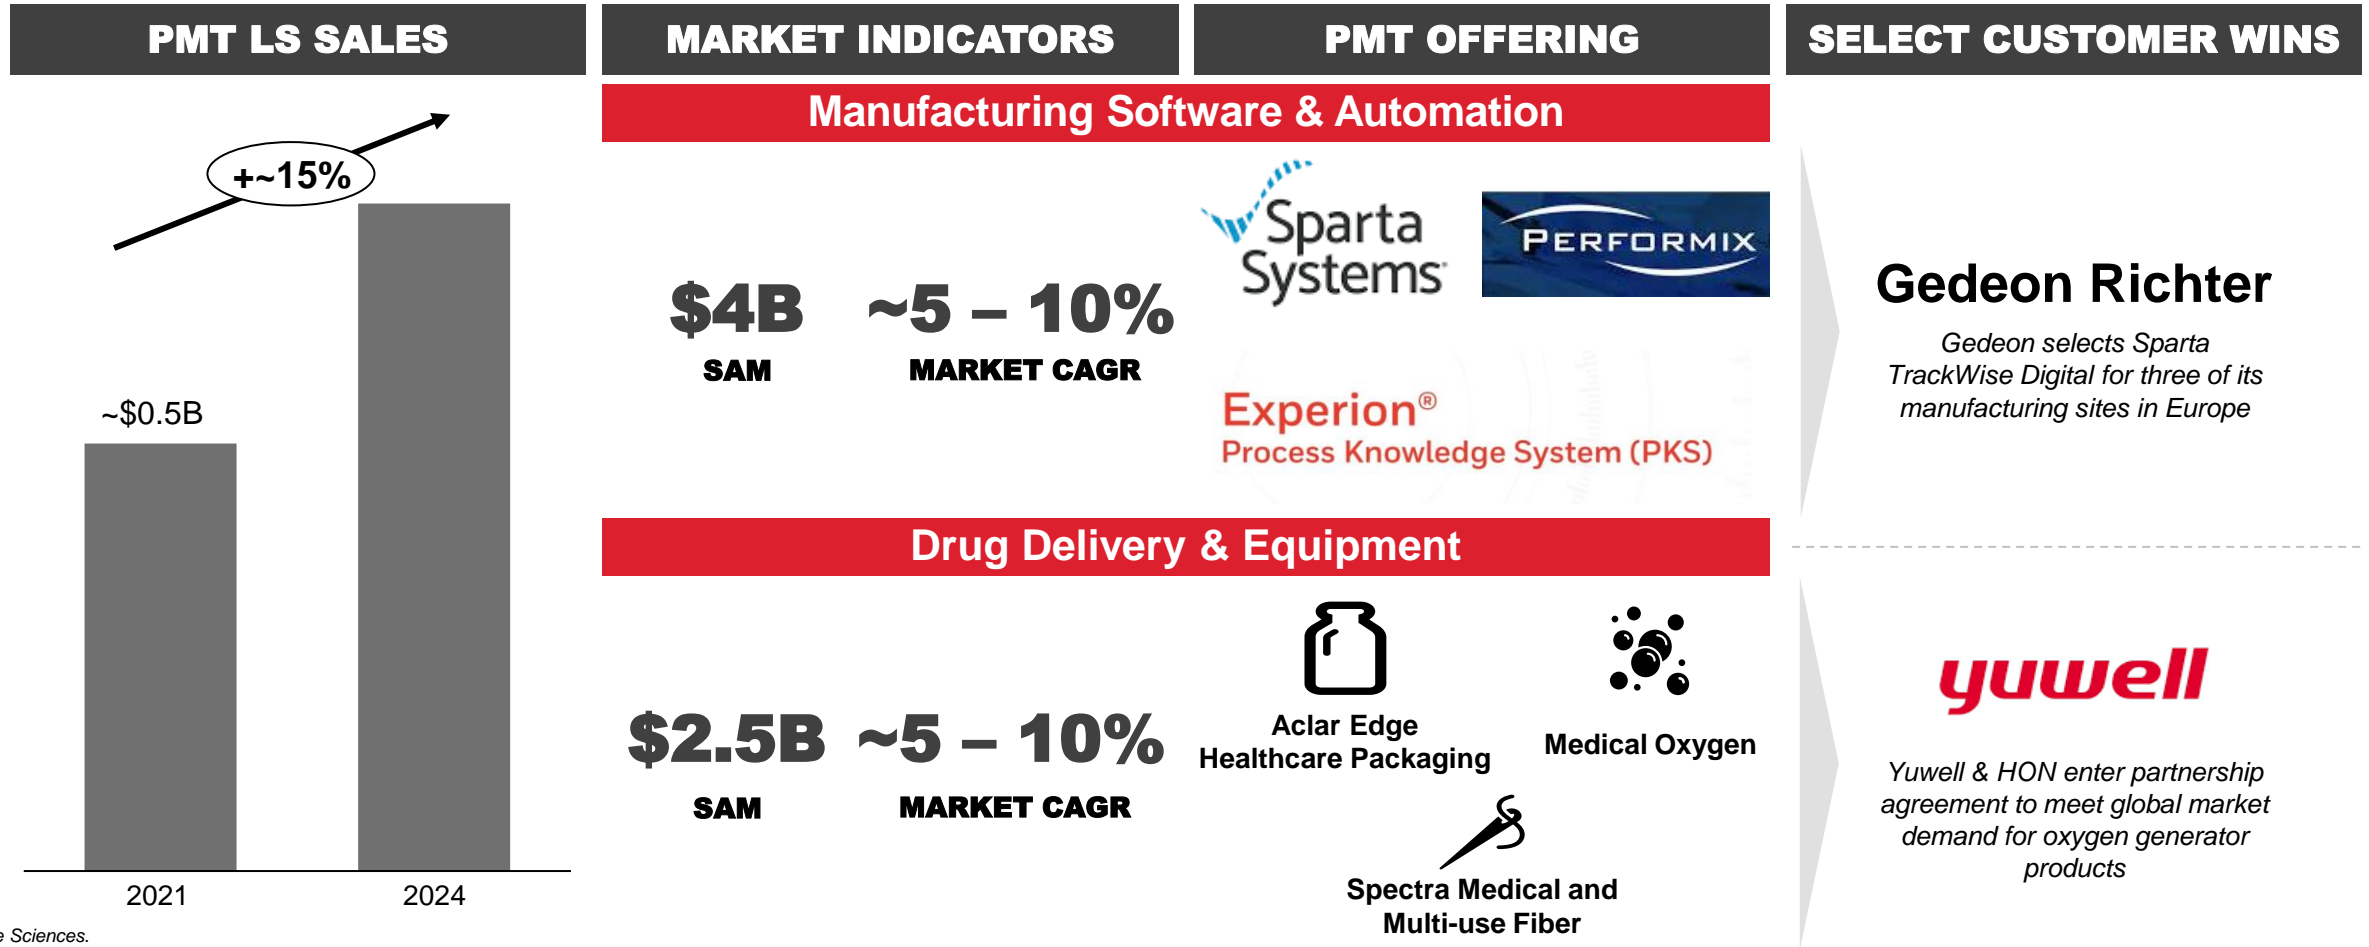 PMT LS SALES
MARKET INDICATORS
PMT OFFERING
SELECT CUSTOMER WINS
+~15%
~$0.5B
2021
2024
Manufacturing Software & Automation
$4B
SAM
~5 – 10%
MARKET CAGR
Sparta
Systems
PERFORMIX
Experion®
Process Knowledge System (PKS)
Gedeon Richter
Gedeon selects Sparta
TrackWise Digital for three of its
manufacturing sites in Europe
Drug Delivery & Equipment
$2.5B
SAM
~5 – 10%
MARKET CAGR
Aclar Edge
Healthcare Packaging
Medical Oxygen
Spectra Medical and
Multi-use Fiber
yuwell
Yuwell & HON enter partnership
agreement to meet global market
demand for oxygen generator
products
Sciences.